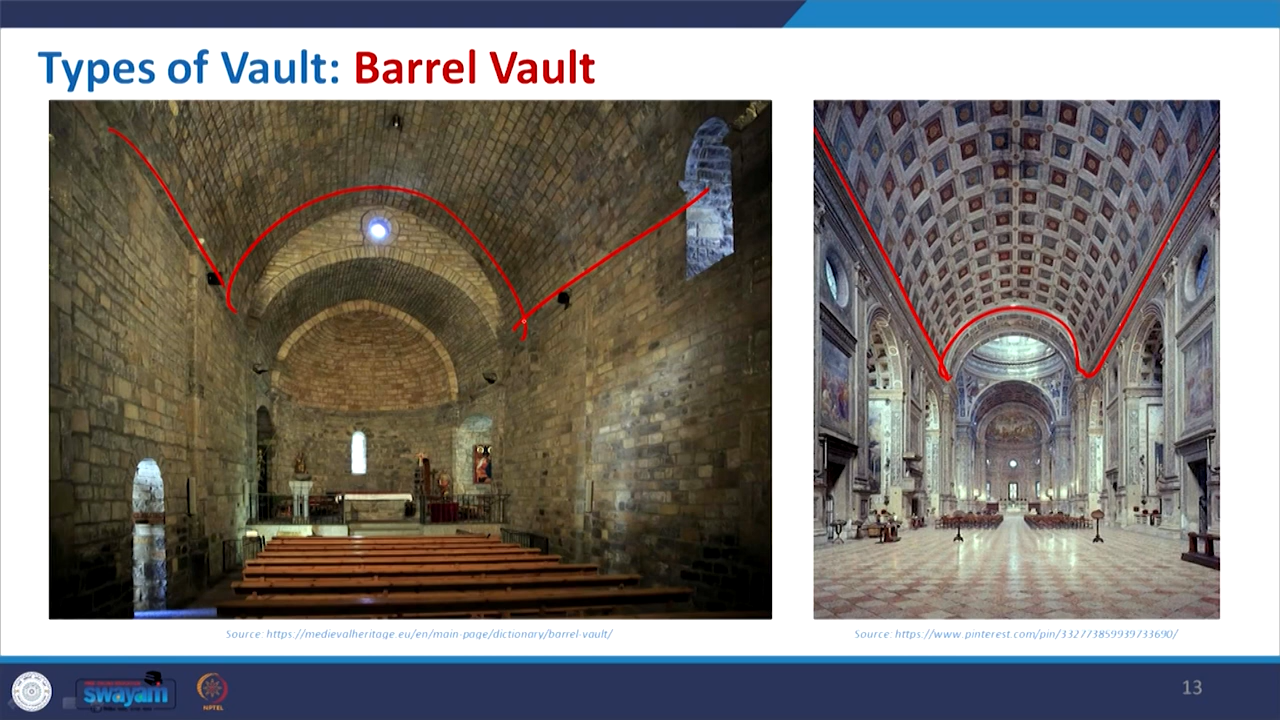 Types of Vault: Barrel Vault
Source: https://medievalheritage.eu/en/main-page/dictionary/barrel-vault/
Source: https://www.pinterest.com/pin/332773859939733690/
swayam
NPTEL
13